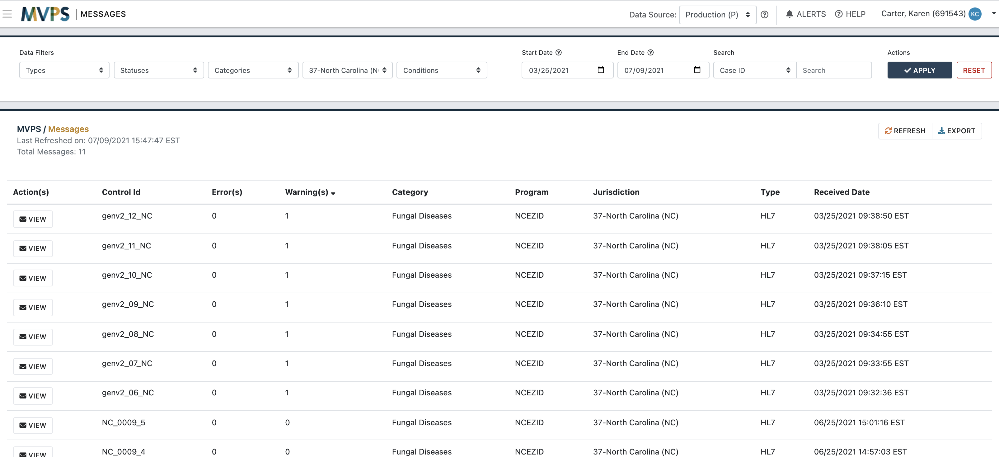 MVPS | MESSAGES
Data Source: Production (P) ALERTS HELP Carter, Karen (691543) KC
Data Filters Start Date End Date Search Actions
Types Statuses Categories 37-North Carolina (N Conditions 03/25/2021 07/09/2021 Case ID Search APPLY RESET
MVPS / Messages
Last Refreshed on: 07/09/2021 15:47:47 EST
Total Messages: 11
REFRESH EXPORT
Action(s) Control Id Error(s) Warning(s) Category Program Jurisdiction Type Received Date
VIEW genv2_12_NC 0 1 Fungal Diseases NCEZID 37-North Carolina (NC) HL7 03/25/2021 09:38:50 EST
VIEW genv2_11_NC 0 1 Fungal Diseases NCEZID 37-North Carolina (NC) HL7 03/25/2021 09:38:05 EST
VIEW genv2_10_NC 0 1 Fungal Diseases NCEZID 37-North Carolina (NC) HL7 03/25/2021 09:37:15 EST
VIEW genv2_09_NC 0 1 Fungal Diseases NCEZID 37-North Carolina (NC) HL7 03/25/2021 09:36:10 EST
VIEW genv2_08_NC 0 1 Fungal Diseases NCEZID 37-North Carolina (NC) HL7 03/25/2021 09:34:55 EST
VIEW genv2_07_NC 0 1 Fungal Diseases NCEZID 37-North Carolina (NC) HL7 03/25/2021 09:33:55 EST
VIEW genv2_06_NC 0 1 Fungal Diseases NCEZID 37-North Carolina (NC) HL7 03/25/2021 09:32:36 EST
VIEW NC_0009_5 0 0 Fungal Diseases NCEZID 37-North Carolina (NC) HL7 06/25/2021 15:01:16 EST
VIEW NC_0009_4 0 0 Fungal Diseases NCEZID 37-North Carolina (NC) HL7 06/25/2021 14:57:03 EST